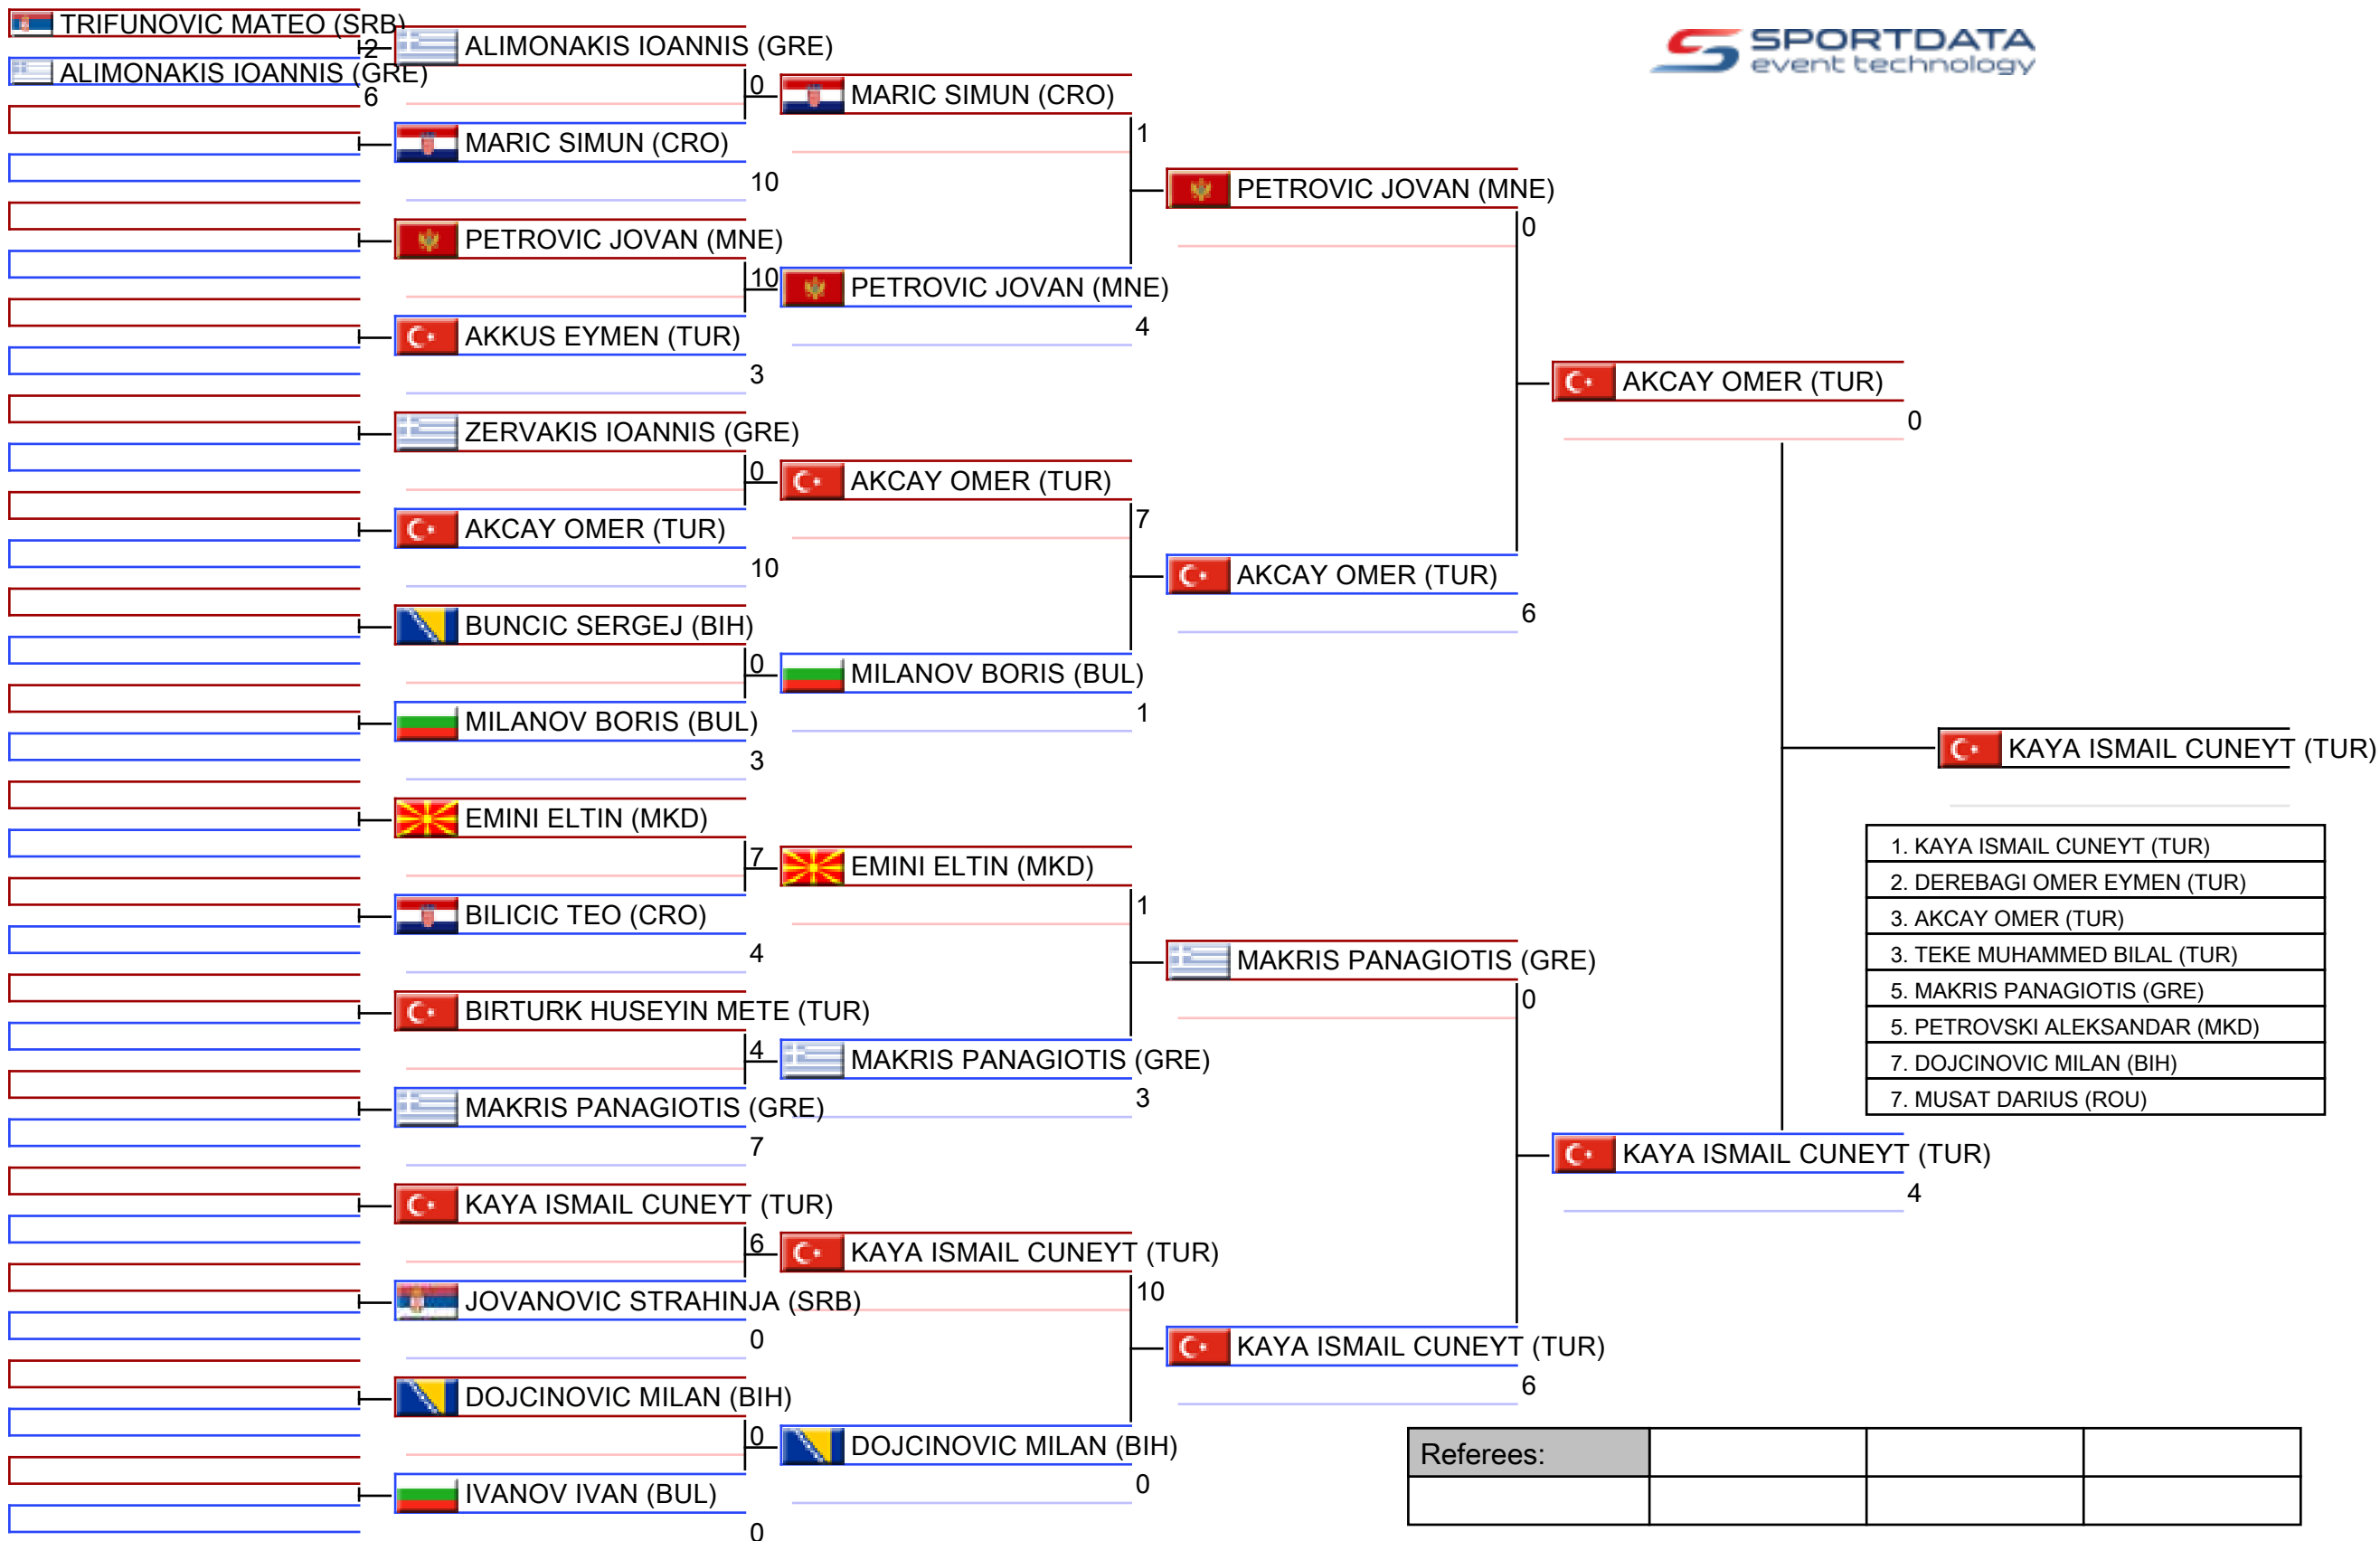 TRIFUNOVIC MATEO (SRB)
2
ALIMONAKIS IOANNIS (GRE)
6
ALIMONAKIS IOANNIS (GRE)
0
MARIC SIMUN (CRO)
10
PETROVIC JOVAN (MNE)
10
AKKUS EYMEN (TUR)
3
ZERVAKIS IOANNIS (GRE)
0
AKCAY OMER (TUR)
10
BUNCIC SERGEJ (BIH)
0
MILANOV BORIS (BUL)
3
EMINI ELTIN (MKD)
7
BILICIC TEO (CRO)
4
BIRTURK HUSEYIN METE (TUR)
4
MAKRIS PANAGIOTIS (GRE)
7
KAYA ISMAIL CUNEYT (TUR)
6
JOVANOVIC STRAHINJA (SRB)
0
DOJCINOVIC MILAN (BIH)
0
IVANOV IVAN (BUL)
0
MARIC SIMUN (CRO)
1
PETROVIC JOVAN (MNE)
4
AKCAY OMER (TUR)
7
MILANOV BORIS (BUL)
1
EMINI ELTIN (MKD)
1
MAKRIS PANAGIOTIS (GRE)
3
KAYA ISMAIL CUNEYT (TUR)
10
DOJCINOVIC MILAN (BIH)
0
PETROVIC JOVAN (MNE)
0
AKCAY OMER (TUR)
6
MAKRIS PANAGIOTIS (GRE)
0
KAYA ISMAIL CUNEYT (TUR)
6
AKCAY OMER (TUR)
0
KAYA ISMAIL CUNEYT (TUR)
4
SPORTDATA
event technology
KAYA ISMAIL CUNEYT (TUR)
1. KAYA ISMAIL CUNEYT (TUR)
2. DEREBAGI OMER EYMEN (TUR)
3. AKCAY OMER (TUR)
3. TEKE MUHAMMED BILAL (TUR)
5. MAKRIS PANAGIOTIS (GRE)
5. PETROVSKI ALEKSANDAR (MKD)
7. DOJCINOVIC MILAN (BIH)
7. MUSAT DARIUS (ROU)
Referees: